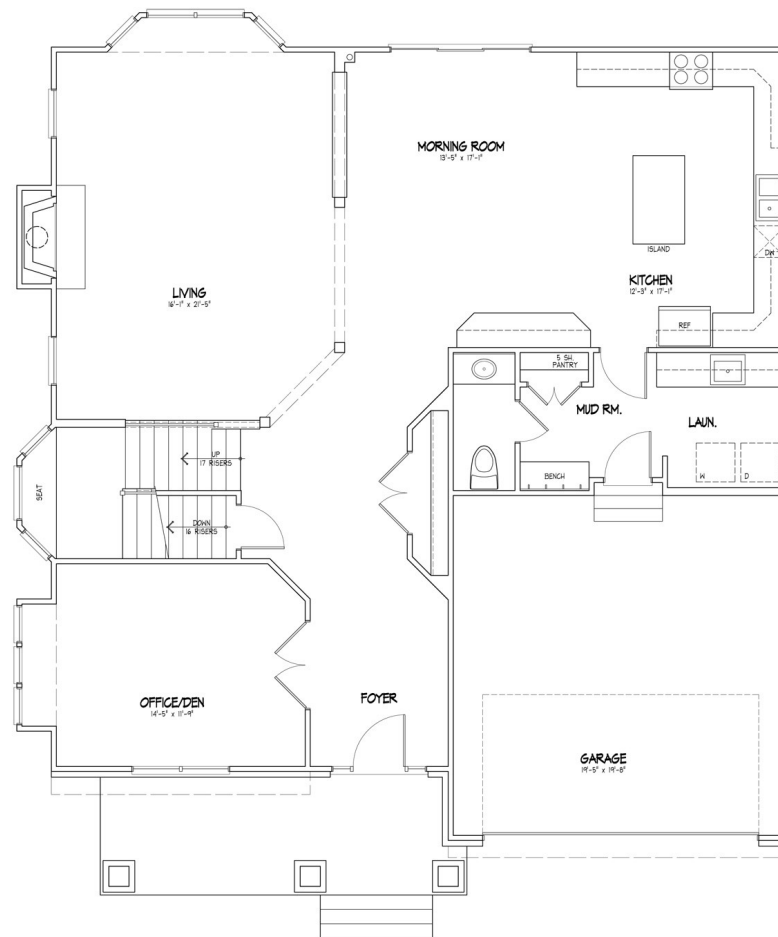 MORNING ROOM
13'-5" x 17'-1"
ISLAND
DW
LIVING
16'-1" x 21'-5"
KITCHEN
12'-3" x 17'-1"
REF
5 SH.
PANTRY
MUD RM.
LAUN.
UP
17 RISERS
BENCH
W
D
SEAT
DOWN
16 RISERS
OFFICE/DEN
14'-5" x 11'-9"
FOYER
GARAGE
19'-5" x 19'-8"